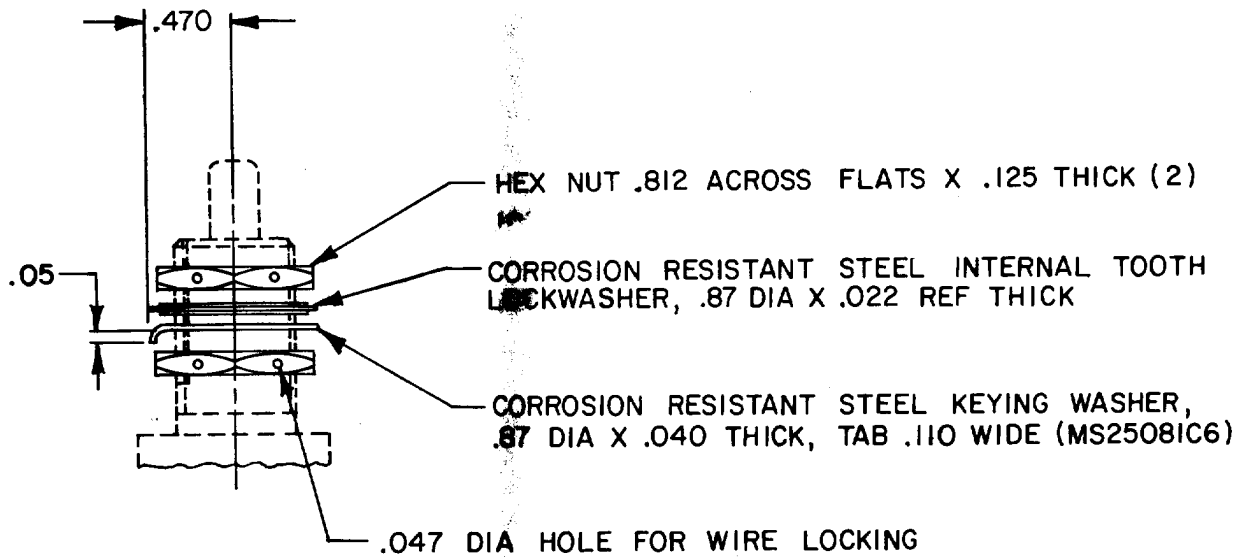 .470
HEX NUT .812 ACROSS FLATS X .125 THICK (2)
.05
CORROSION RESISTANT STEEL INTERNAL TOOTH
LOCKWASHER, .87 DIA X .022 REF THICK
CORROSION RESISTANT STEEL KEYING WASHER,
.87 DIA X .040 THICK, TAB .110 WIDE (MS25081C6)
.047 DIA HOLE FOR WIRE LOCKING